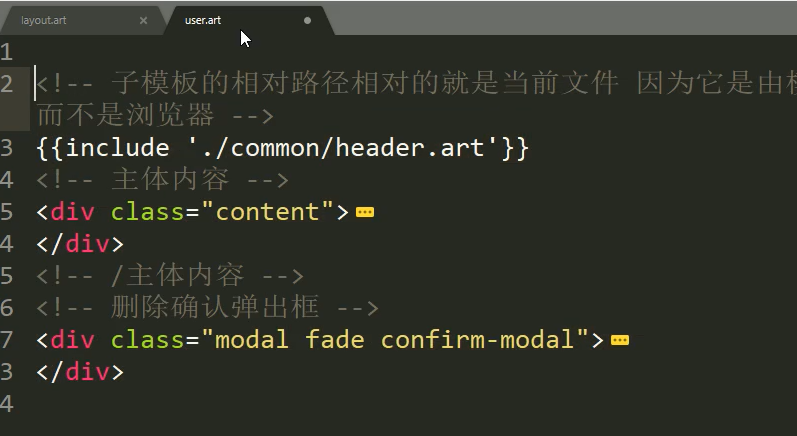 layout.art × user.art
1
2 <!-- 子模板的相对路径相对的就是当前文件 因为它是由
而不是浏览器 -->
3 {{include './common/header.art'}}
4 <!-- 主体内容 -->
5 <div class="content">
4 </div>
5 <!-- /主体内容 -->
6 <!-- 删除确认弹出框 -->
7 <div class="modal fade confirm-modal">
3 </div>
4